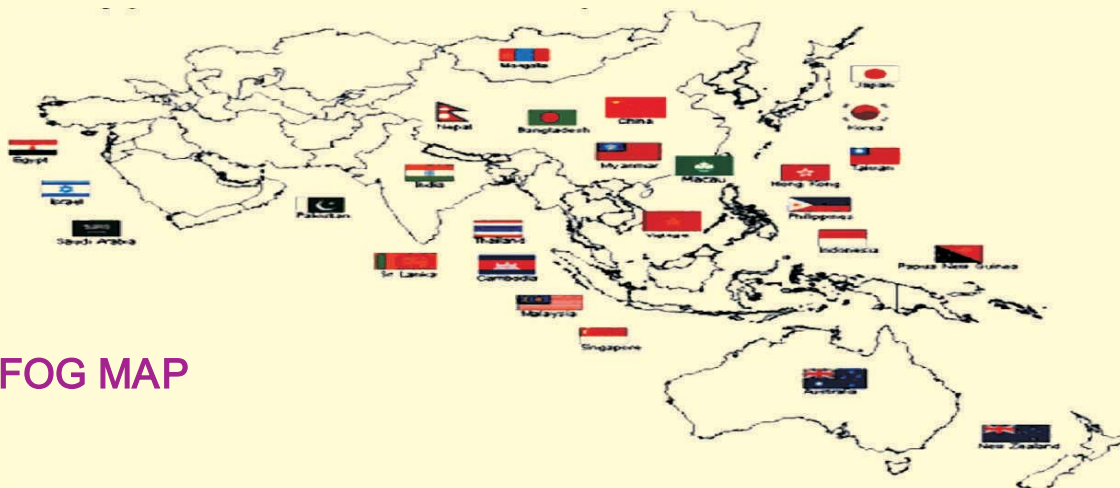 Mongolia
Japan
Nepal
Bangladesh
China
Korea
Egypt
Myanmar
Macau
Taiwan
India
Hong Kong
Israel
Pakistan
Philippines
Saudi Arabia
Thailand
Vietnam
Indonesia
Sri Lanka
Cambodia
Papua New Guinea
Malaysia
Singapore
FOG MAP
Australia
New Zealand